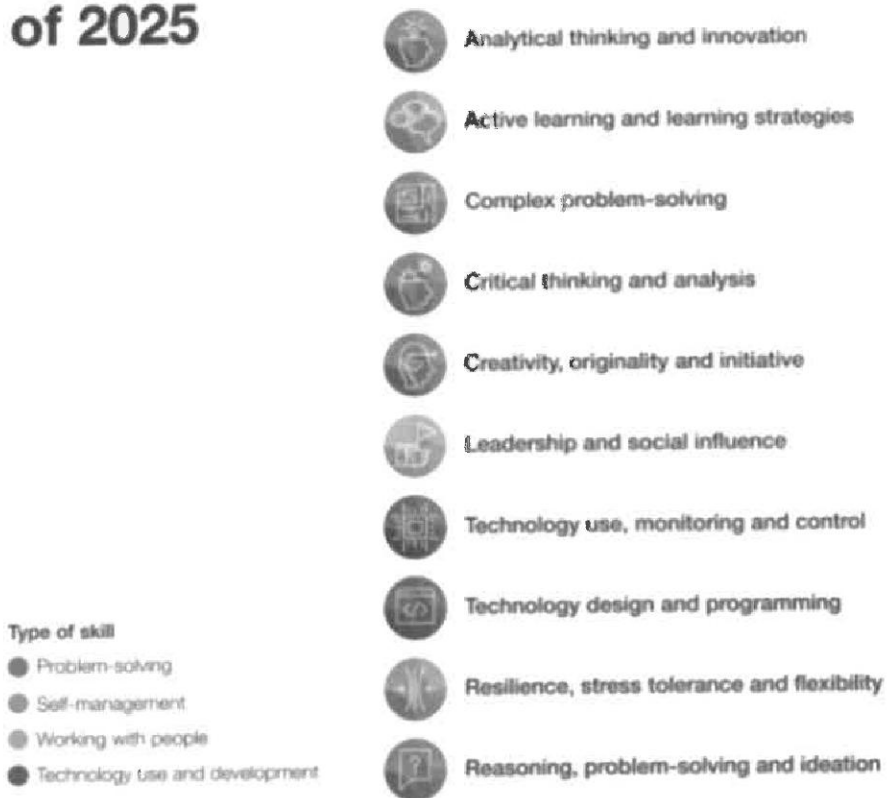 of 2025
Analytical thinking and innovation
Active learning and learning strategies
Complex problem-solving
Critical thinking and analysis
Creativity, originality and initiative
Leadership and social influence
Technology use, monitoring and control
Technology design and programming
Resilience, stress tolerance and flexibility
Reasoning, problem-solving and ideation
Type of skill
Problem-solving
Self-management
Working with people
Technology use and development